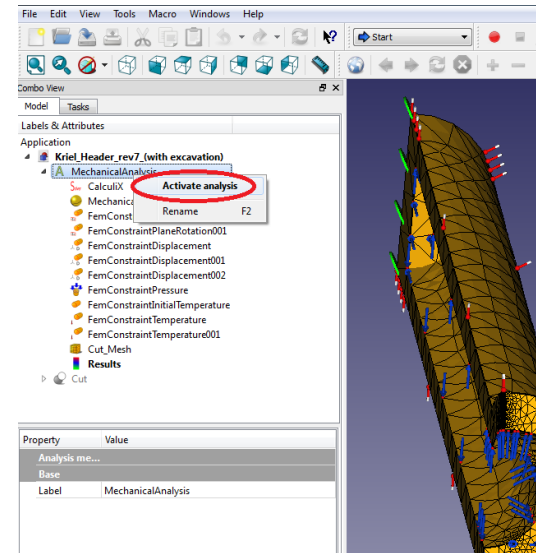 File Edit View Tools Macro Windows Help
Start
Combo View
Model Tasks
Labels & Attributes
Application
Kriel_Header_rev7_(with excavation)
MechanicalAnalysis
CalculiX
Activate analysis
Mechanica
Rename F2
FemConst
FemConstraintPlaneRotation001
FemConstraintDisplacement
FemConstraintDisplacement001
FemConstraintDisplacement002
FemConstraintPressure
FemConstraintInitialTemperature
FemConstraintTemperature
FemConstraintTemperature001
Cut_Mesh
Results
Cut
Property Value
Analysis me...
Base
Label MechanicalAnalysis